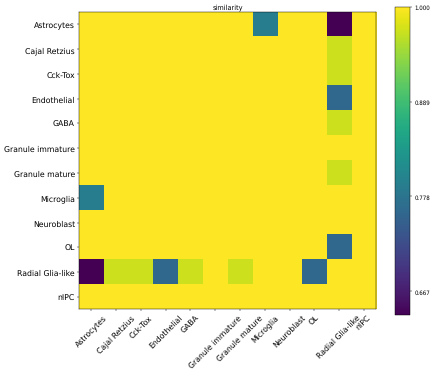 similarity
Astrocytes
Cajal Retzius
Cck-Tox
Endothelial
GABA
Granule immature
Granule mature
Microglia
Neuroblast
OL
Radial Glia-like
nIPC
Astrocytes
Cajal Retzius
Cck-Tox
Endothelial
GABA
Granule immature
Granule mature
Microglia
Neuroblast
OL
Radial Glia-like
nIPC
1.000
0.889
0.778
0.667